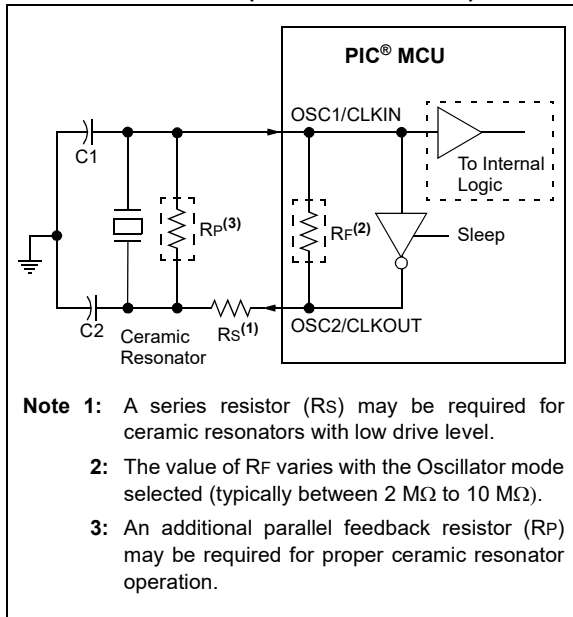 PIC® MCU
OSC1/CLKIN
C1
To Internal
Logic
RP(3)
RF(2)
Sleep
C2
Ceramic
Resonator
RS(1)
OSC2/CLKOUT
Note 1: A series resistor (RS) may be required for
ceramic resonators with low drive level.
2: The value of RF varies with the Oscillator mode
selected (typically between 2 MΩ to 10 MΩ).
3: An additional parallel feedback resistor (RP)
may be required for proper ceramic resonator
operation.